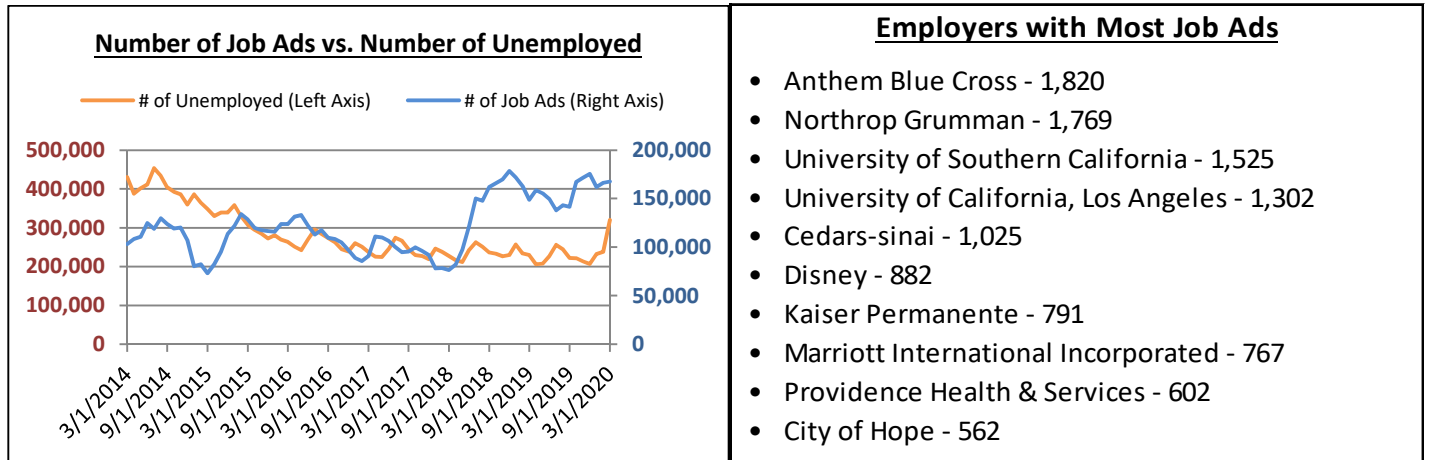 Number of Job Ads vs. Number of Unemployed
# of Unemployed (Left Axis)
# of Job Ads (Right Axis)
500,000
400,000
300,000
200,000
100,000
0
200,000
150,000
100,000
50,000
0
3/1/2014
9/1/2014
3/1/2015
9/1/2015
3/1/2016
9/1/2016
3/1/2017
9/1/2017
3/1/2018
9/1/2018
3/1/2019
9/1/2019
3/1/2020
Employers with Most Job Ads
• Anthem Blue Cross - 1,820
• Northrop Grumman - 1,769
• University of Southern California - 1,525
• University of California, Los Angeles - 1,302
• Cedars-sinai - 1,025
• Disney - 882
• Kaiser Permanente - 791
• Marriott International Incorporated - 767
• Providence Health & Services - 602
• City of Hope - 562